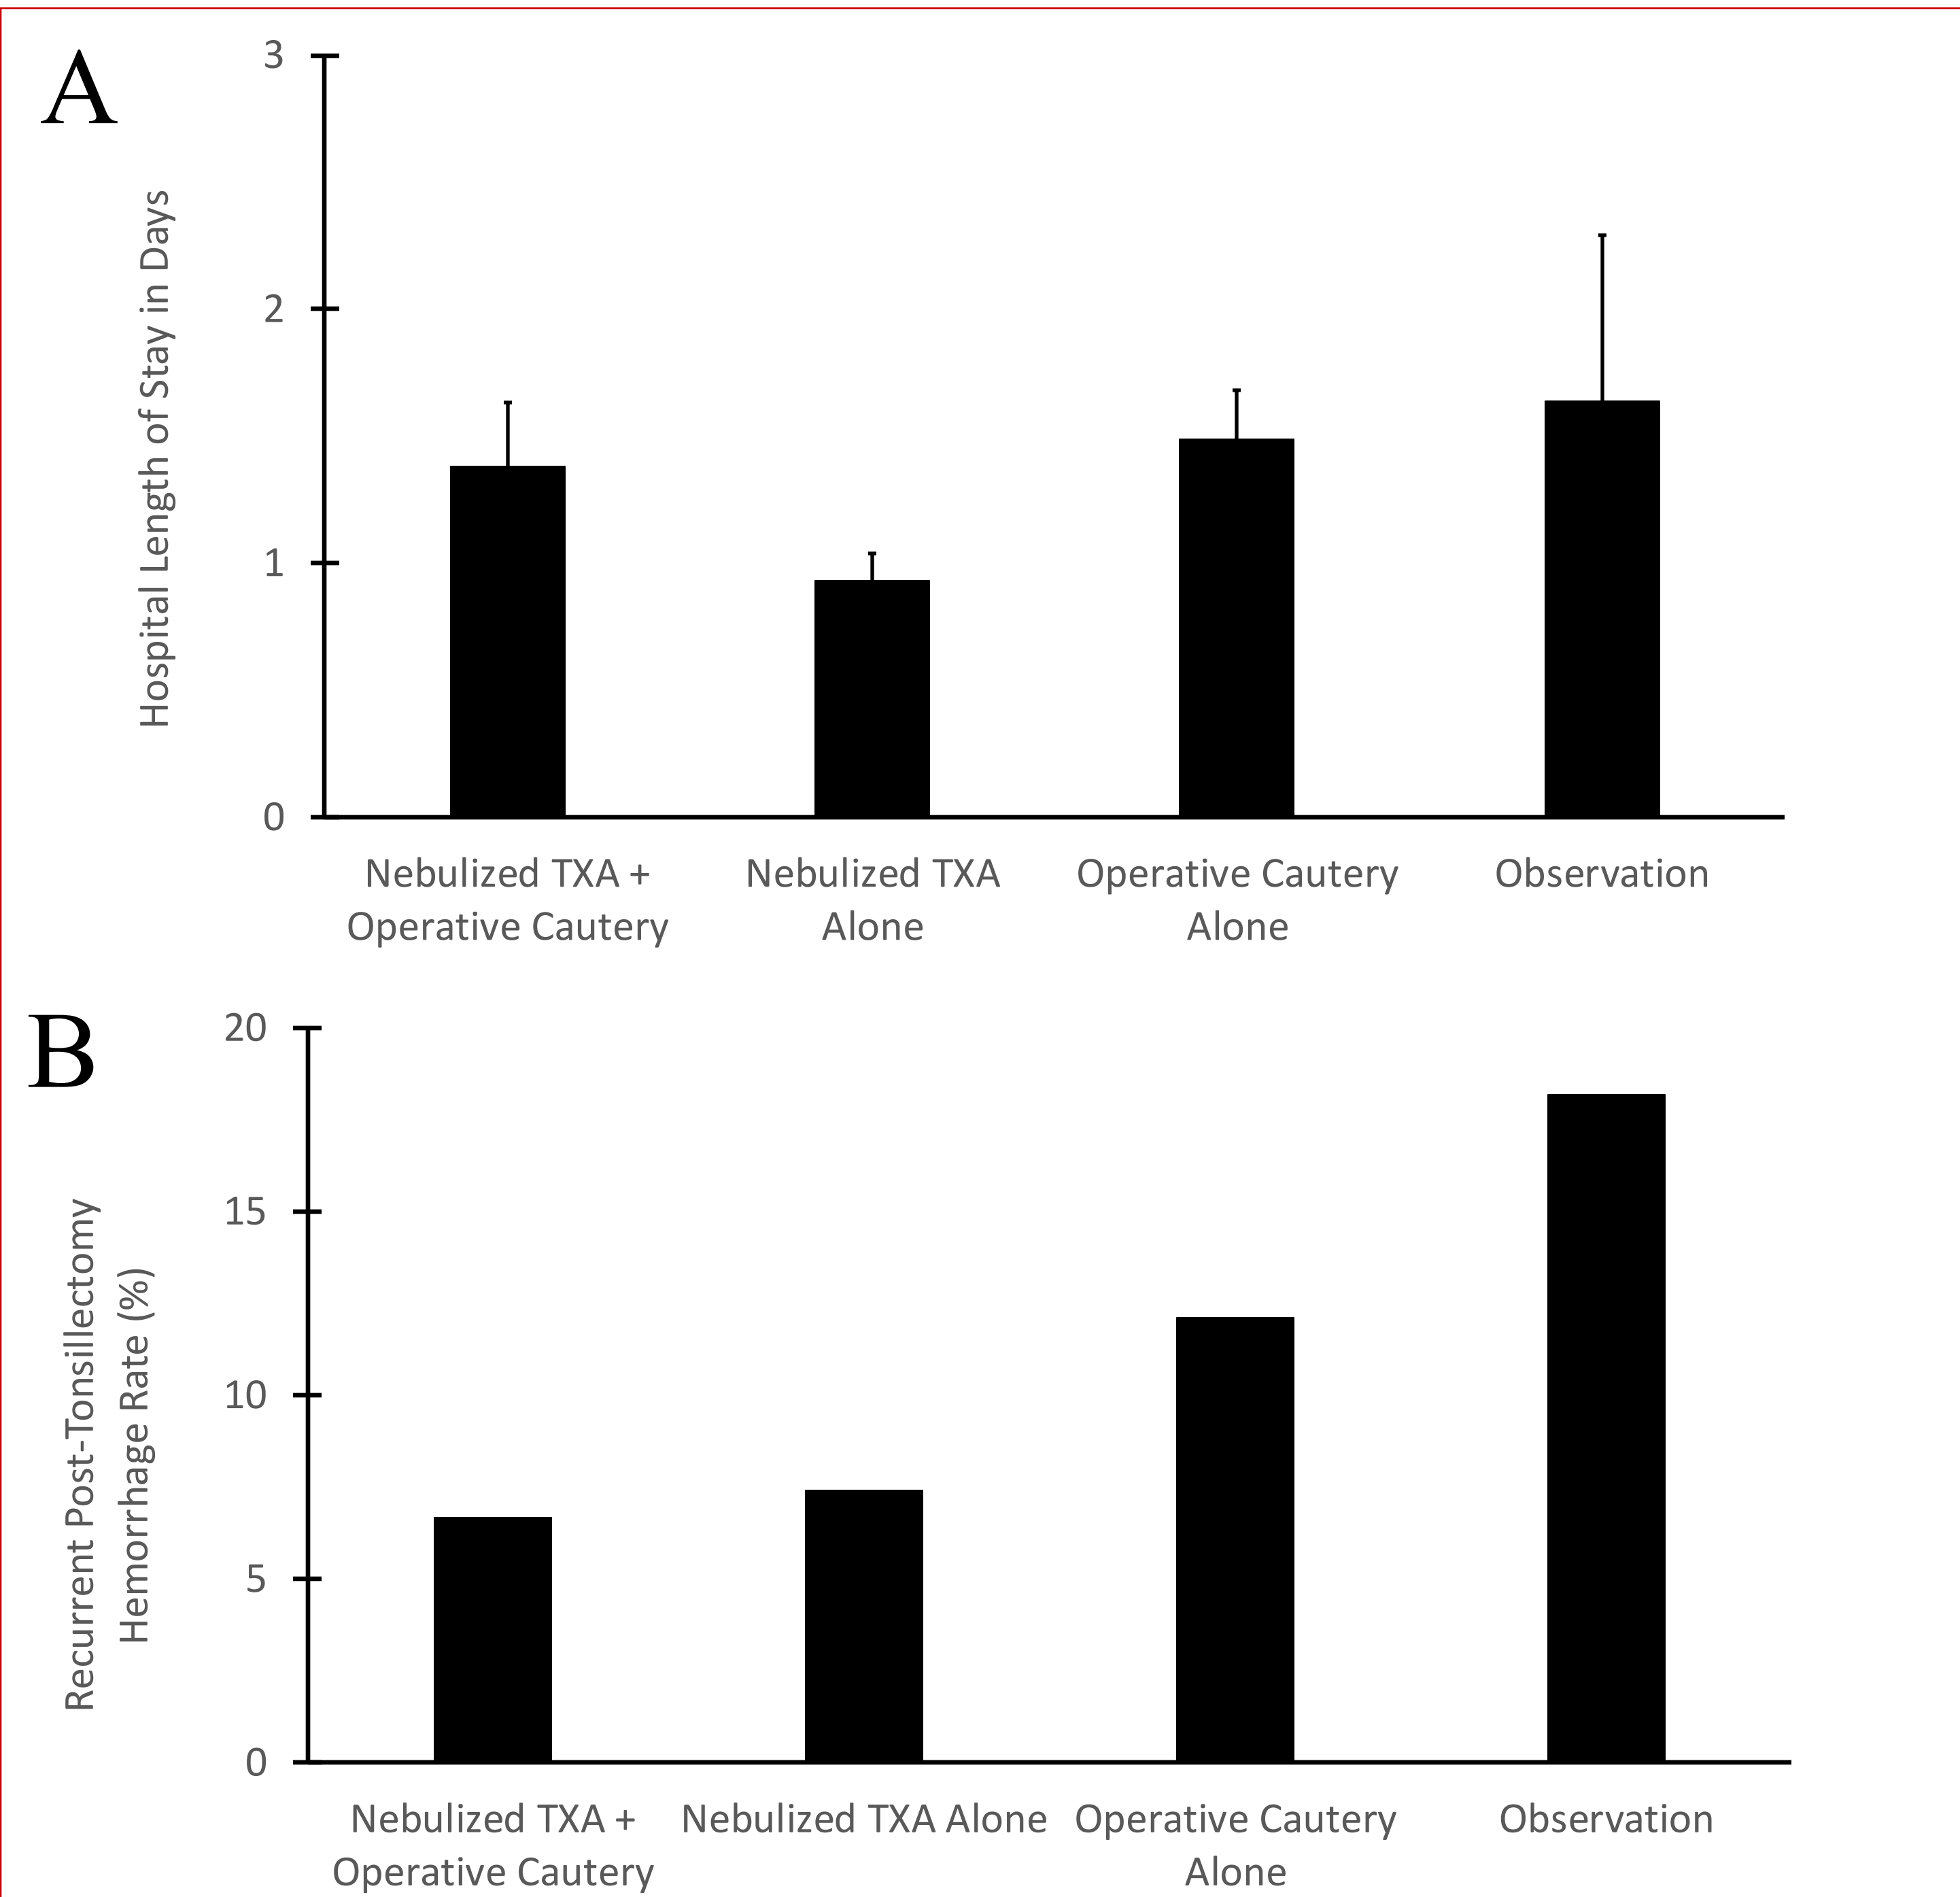 A
3
2
1
0
Hospital Length of Stay in Days
Nebulized TXA +
Operative Cautery
Nebulized TXA
Alone
Operative Cautery
Alone
Observation
B
20
15
10
5
0
Recurrent Post-Tonsillectomy
Hemorrhage Rate (%)
Nebulized TXA +
Operative Cautery
Nebulized TXA Alone
Operative Cautery
Alone
Observation